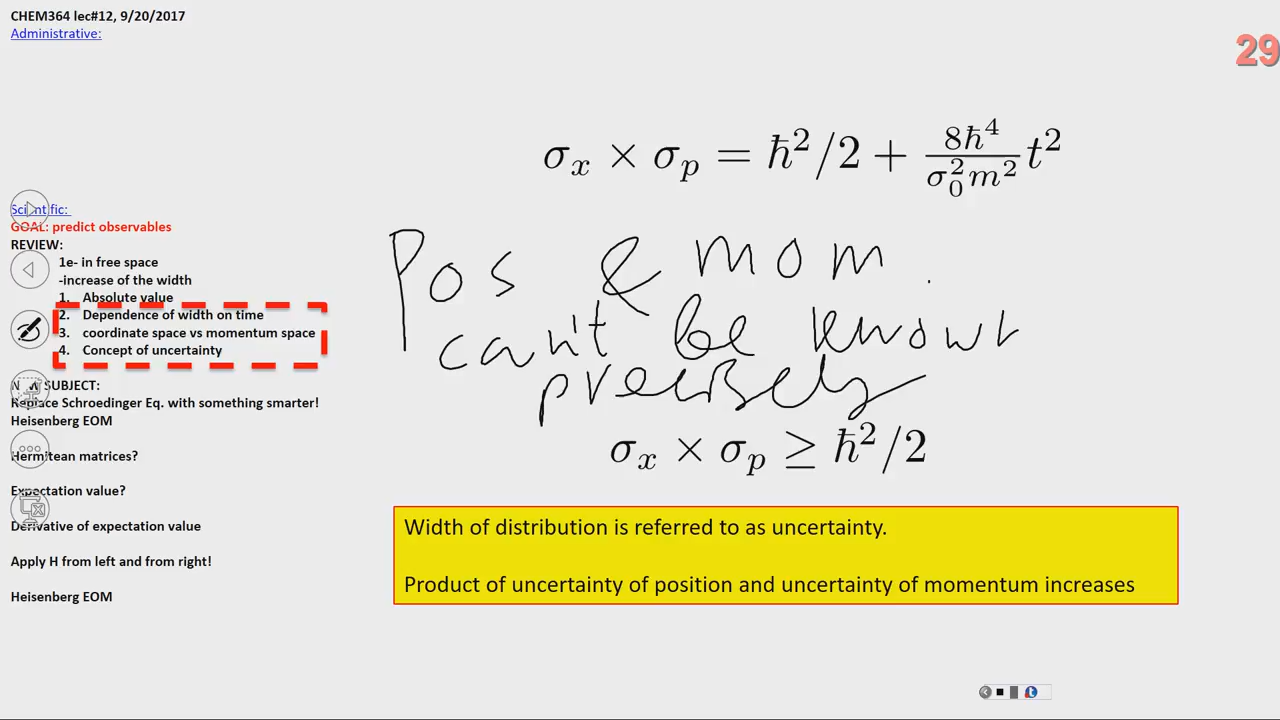 CHEM364 lec#12, 9/20/2017
Administrative:
29
σₓ × σₚ = ħ²/2 + 8ħ⁴/σ₀²m² t²
Scientific:
GOAL: predict observables
REVIEW:
1e- in free space
-increase of the width
1. Absolute value
2. Dependence of width on time
3. coordinate space vs momentum space
4. Concept of uncertainty
SUBJECT:
Schroedinger Eq. with something smarter!
Heisenberg EOM
Hermitean matrices?
Expectation value?
Derivative of expectation value
Apply H from left and from right!
Heisenberg EOM
Pos & mom.
can't be known
precisely
σₓ × σₚ ≥ ħ²/2
Width of distribution is referred to as uncertainty.
Product of uncertainty of position and uncertainty of momentum increases